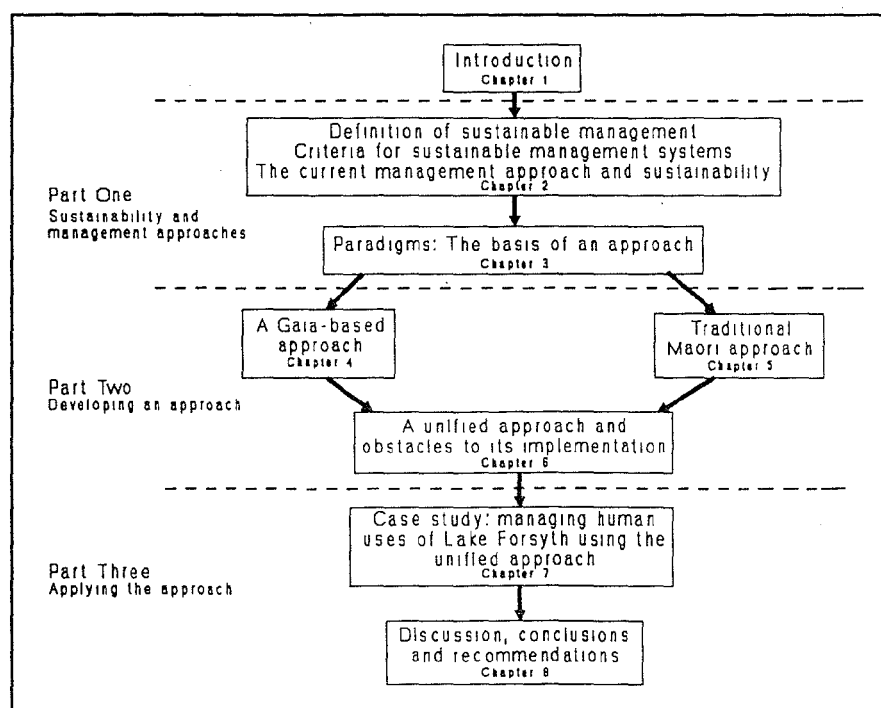 Introduction
Chapter 1
Definition of sustainable management
Criteria for sustainable management systems
The current management approach and sustainability
Chapter 2
Part One
Sustainability and
management approaches
Paradigms: The basis of an approach
Chapter 3
A Gaia-based
approach
Chapter 4
Traditional
Maori approach
Chapter 5
Part Two
Developing an approach
A unified approach and
obstacles to its implementation
Chapter 6
Case study: managing human
uses of Lake Forsyth using the
unified approach
Chapter 7
Part Three
Applying the approach
Discussion, conclusions
and recommendations
Chapter 8